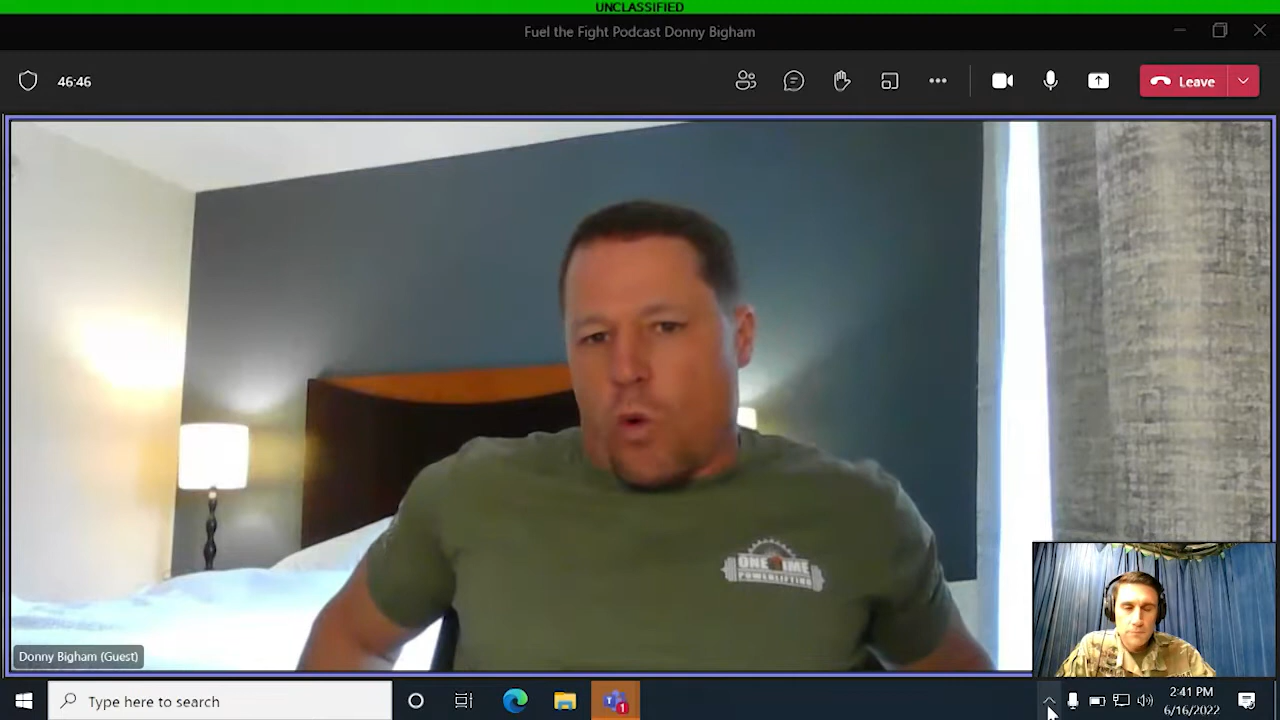 UNCLASSIFIED
Fuel the Fight Podcast Donny Bigham
46:46
Leave
ONE TIME
POWERLIFTING
Donny Bigham (Guest)
Type here to search
1
2:41 PM
6/16/2022